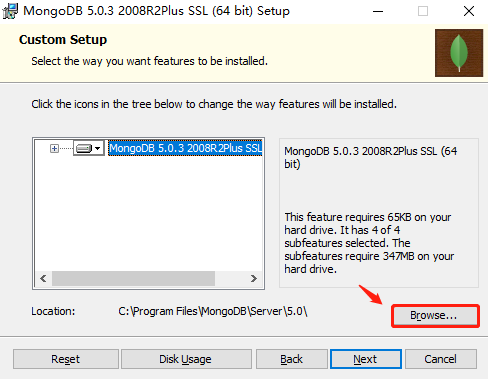 MongoDB 5.0.3 2008R2Plus SSL (64 bit) Setup
Custom Setup
Select the way you want features to be installed.
Click the icons in the tree below to change the way features will be installed.
MongoDB 5.0.3 2008R2Plus SSL
MongoDB 5.0.3 2008R2Plus SSL (64
bit)
This feature requires 65KB on your
hard drive. It has 4 of 4
subfeatures selected. The
subfeatures require 347MB on your
hard drive.
Location: C:\Program Files\MongoDB\Server\5.0\
Browse...
Reset Disk Usage Back Next Cancel